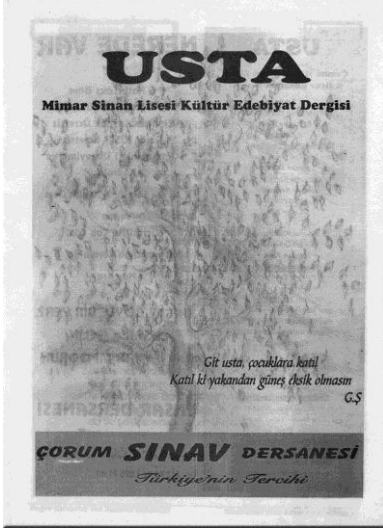 USTA
Mimar Sinan Lisesi Kültür Edebiyat Dergisi
Git usta, çocuklara katıl
Katıl ki yakandan güneş eksik olmasın
G.Ş
ÇORUM SINAV DERSANESİ
Türkiye'nin Tercihi